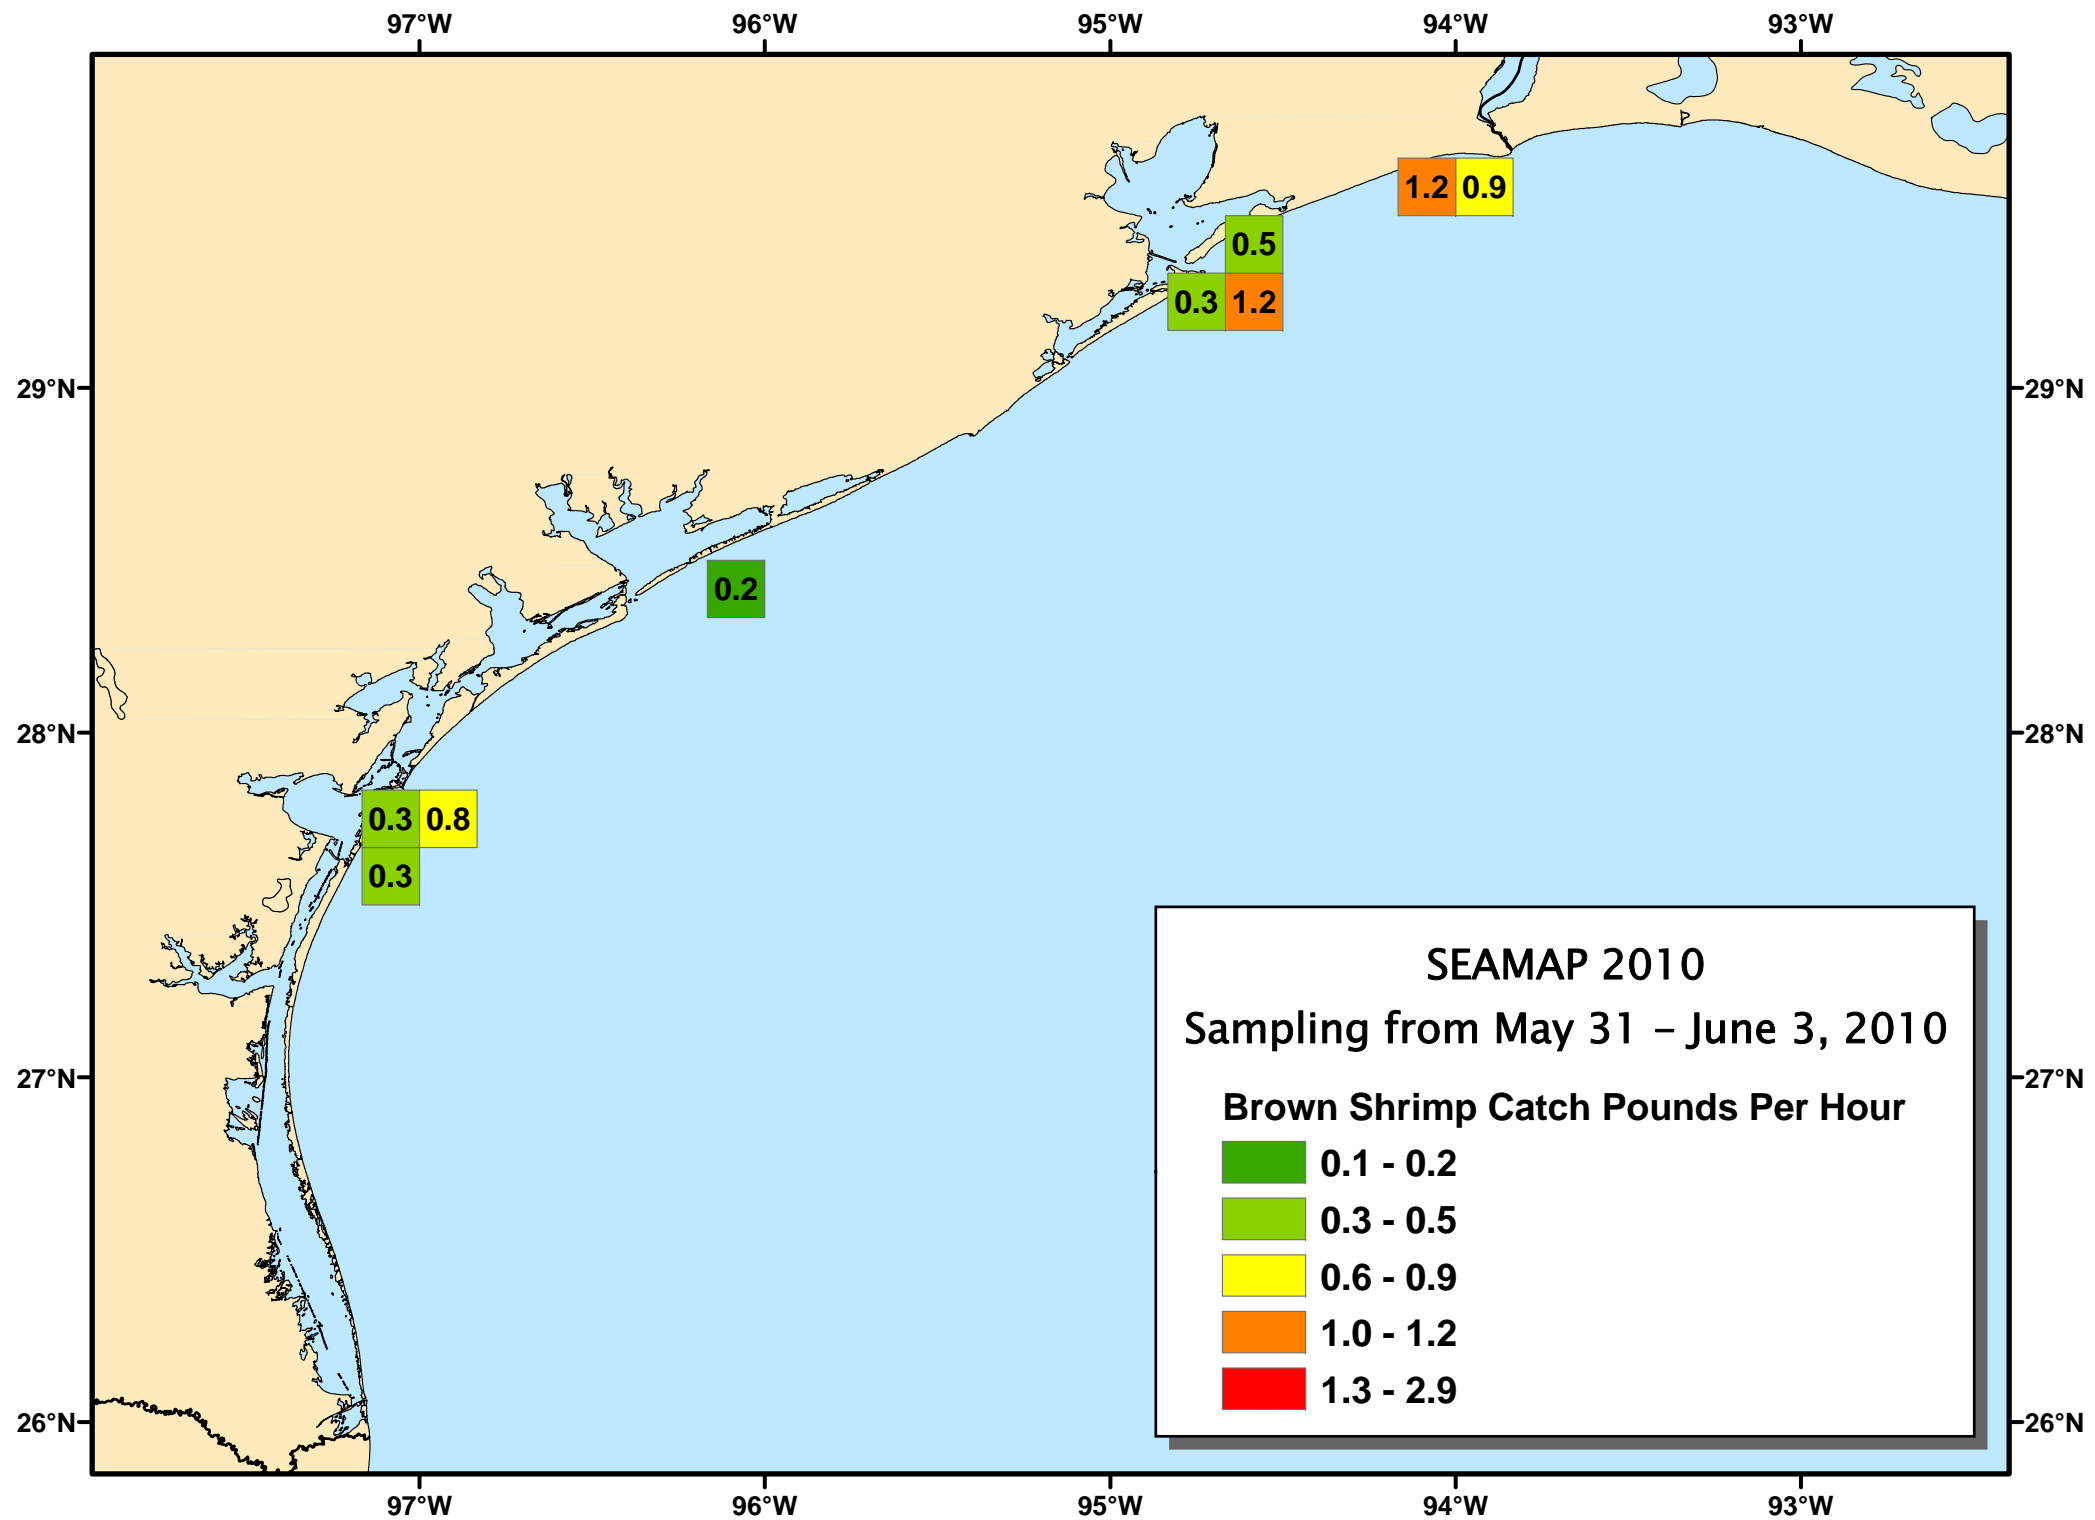 97°W 96°W 95°W 94°W 93°W
1.2 0.9
0.5
0.3 1.2
29°N 29°N
0.2
28°N 28°N
0.3 0.8
0.3
SEAMAP 2010
Sampling from May 31 - June 3, 2010
27°N 27°N
Brown Shrimp Catch Pounds Per Hour
0.1 - 0.2
0.3 - 0.5
0.6 - 0.9
1.0 - 1.2
1.3 - 2.9
26°N 26°N
97°W 96°W 95°W 94°W 93°W